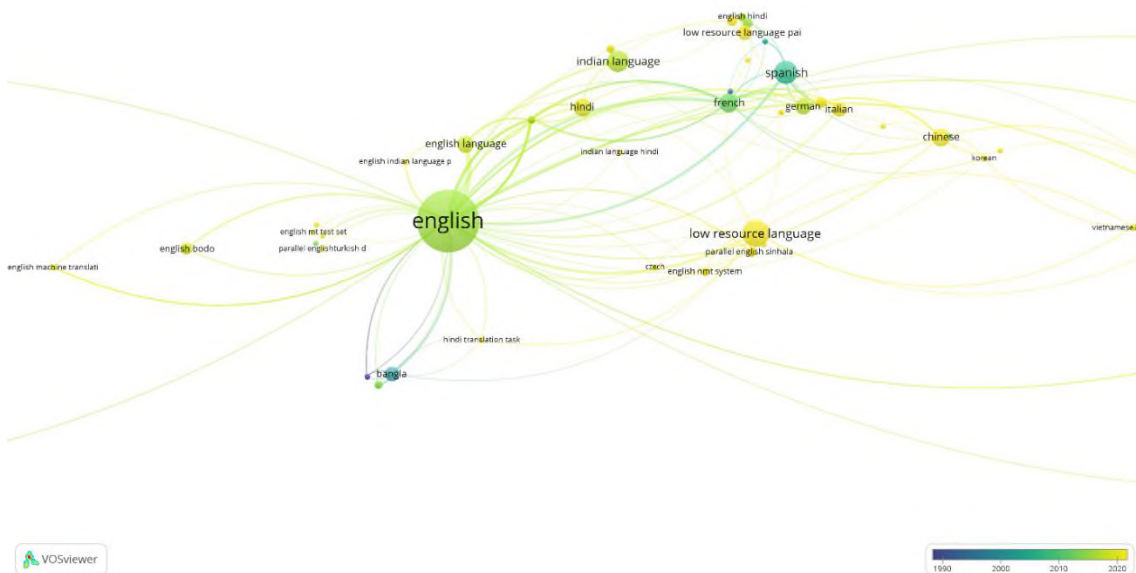 english hindi
low resource language pai
indian language
spanish
hindi
french
german
italian
english language
chinese
indian language hindi
korean
english indian language p
english
vietnamese
english mt test set
low resource language
english bodo
parallel englishturkish d
parallel english sinhala
english machine translati
czech
english nmt system
hindi translation task
bangla
VOSviewer
1990 2000 2010 2020